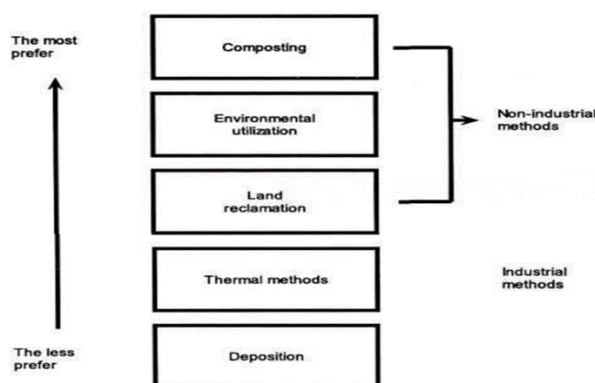 The most
prefer
Composting
Environmental
utilization
Non-industrial
methods
Land
reclamation
Thermal methods
Industrial
methods
The less
prefer
Deposition